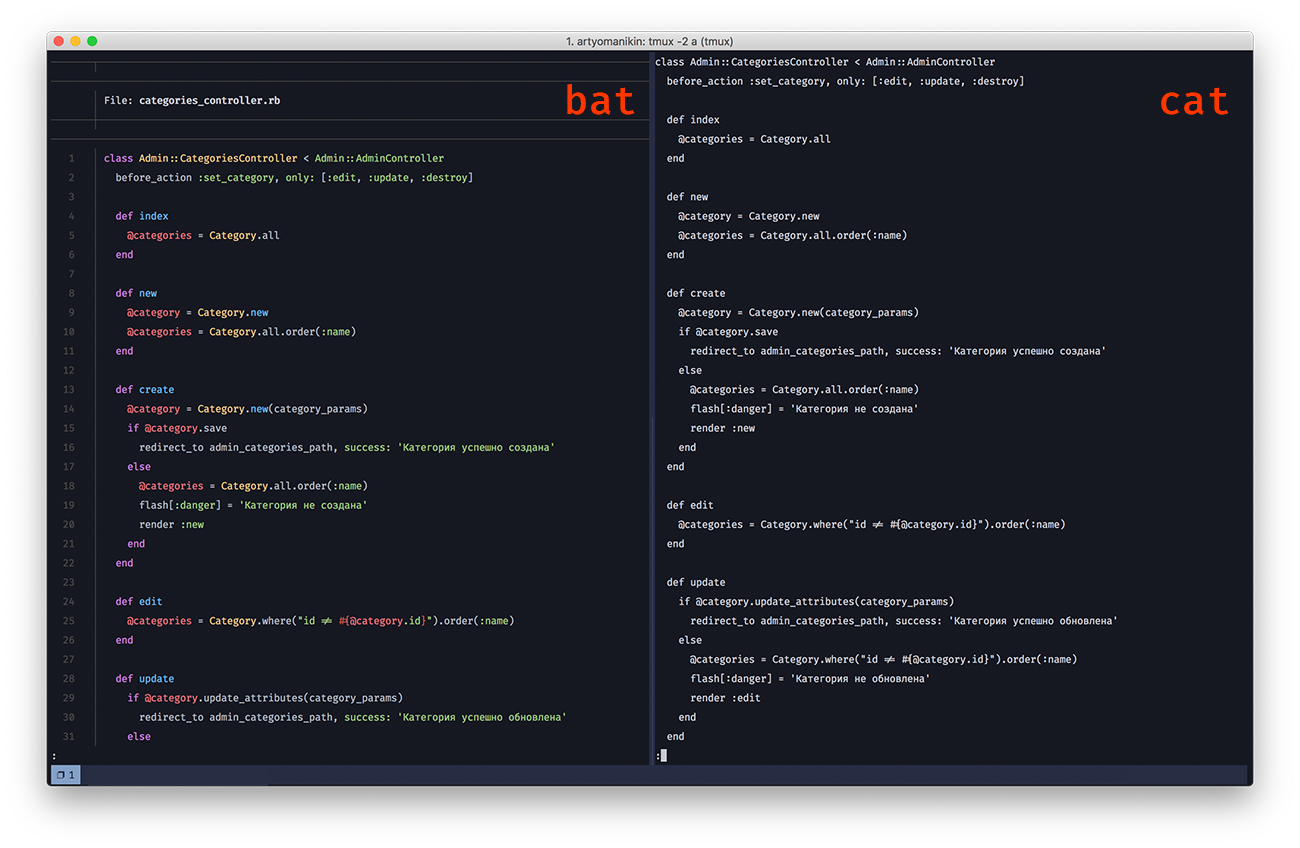 1. artyomanikin: tmux -2 a (tmux)
File: categories_controller.rb
bat
1 class Admin::CategoriesController < Admin::AdminController
2 before_action :set_category, only: [:edit, :update, :destroy]
3
4 def index
5 @categories = Category.all
6 end
7
8 def new
9 @category = Category.new
10 @categories = Category.all.order(:name)
11 end
12
13 def create
14 @category = Category.new(category_params)
15 if @category.save
16 redirect_to admin_categories_path, success: 'Категория успешно создана'
17 else
18 @categories = Category.all.order(:name)
19 flash[:danger] = 'Категория не создана'
20 render :new
21 end
22 end
23
24 def edit
25 @categories = Category.where("id != #{@category.id}").order(:name)
26 end
27
28 def update
29 if @category.update_attributes(category_params)
30 redirect_to admin_categories_path, success: 'Категория успешно обновлена'
31 else
:
class Admin::CategoriesController < Admin::AdminController
before_action :set_category, only: [:edit, :update, :destroy]
cat
def index
@categories = Category.all
end
def new
@category = Category.new
@categories = Category.all.order(:name)
end
def create
@category = Category.new(category_params)
if @category.save
redirect_to admin_categories_path, success: 'Категория успешно создана'
else
@categories = Category.all.order(:name)
flash[:danger] = 'Категория не создана'
render :new
end
end
def edit
@categories = Category.where("id != #{@category.id}").order(:name)
end
def update
if @category.update_attributes(category_params)
redirect_to admin_categories_path, success: 'Категория успешно обновлена'
else
@categories = Category.where("id != #{@category.id}").order(:name)
flash[:danger] = 'Категория не обновлена'
render :edit
end
end
:
1